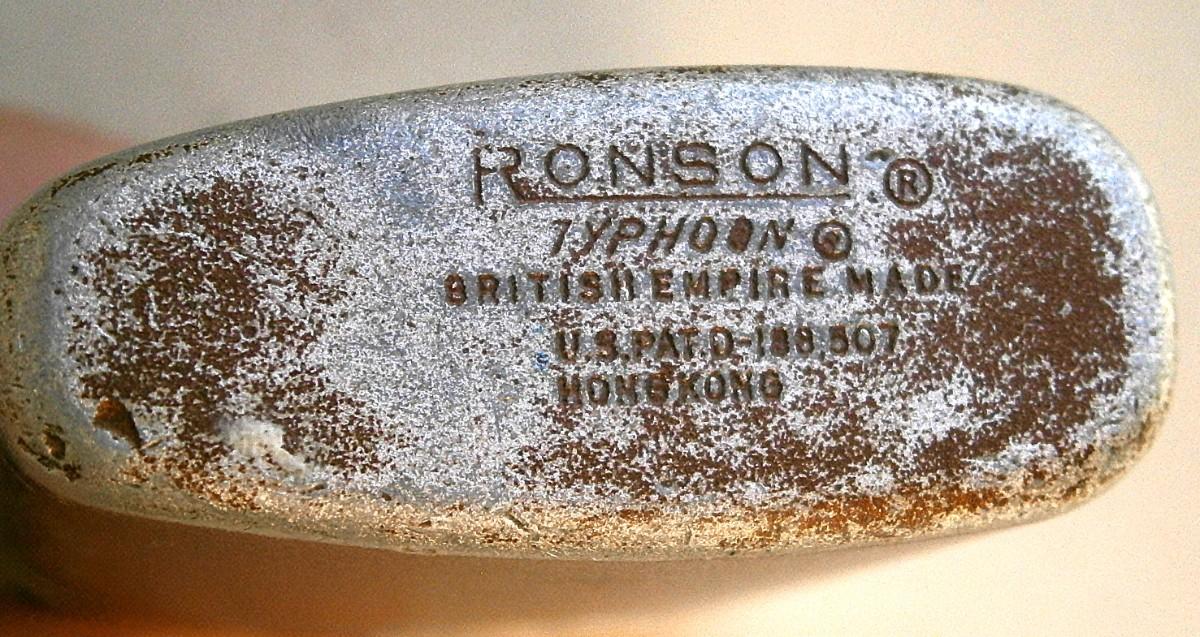 RONSON ®
TYPHOON ®
BRITISH EMPIRE MADE
U.S.PAT.D-188,507
HONG KONG